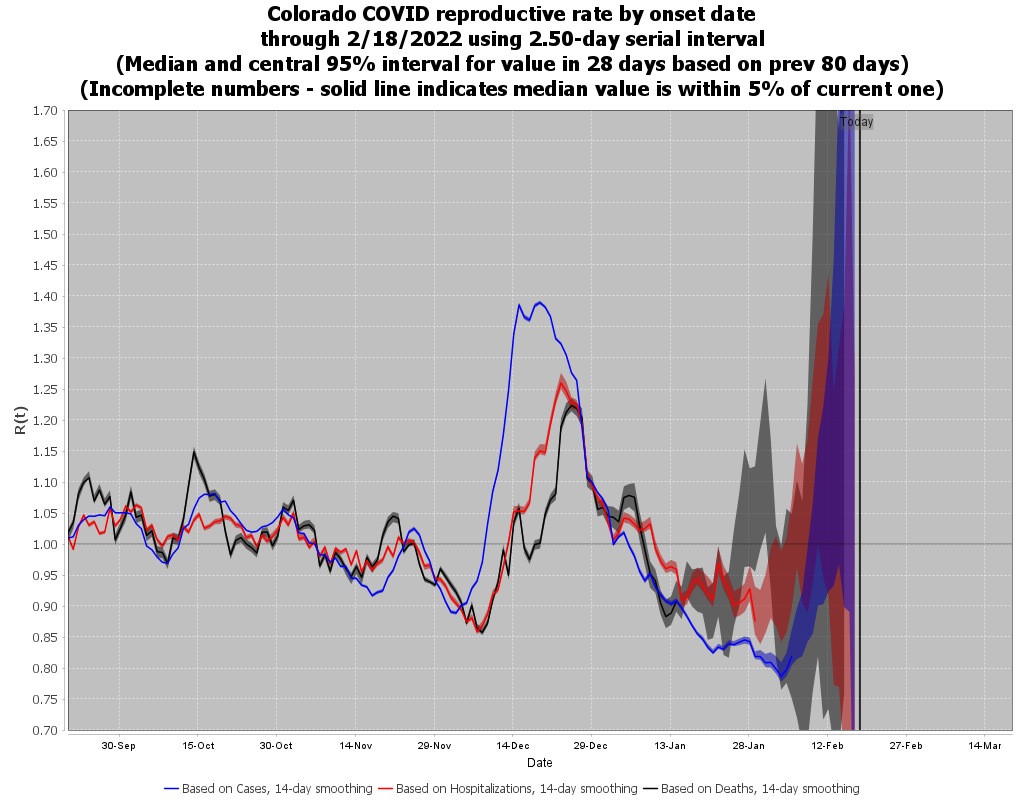 Colorado COVID reproductive rate by onset date
through 2/18/2022 using 2.50-day serial interval
(Median and central 95% interval for value in 28 days based on prev 80 days)
(Incomplete numbers - solid line indicates median value is within 5% of current one)
1.70
Today
1.65
1.60
1.55
1.50
1.45
1.40
1.35
1.30
1.25
1.20
R(t)
1.15
1.10
1.05
1.00
0.95
0.90
0.85
0.80
0.75
0.70
30-Sep 15-Oct 30-Oct 14-Nov 29-Nov 14-Dec 29-Dec 13-Jan 28-Jan 12-Feb 27-Feb 14-Mar
Date
Based on Cases, 14-day smoothing Based on Hospitalizations, 14-day smoothing Based on Deaths, 14-day smoothing